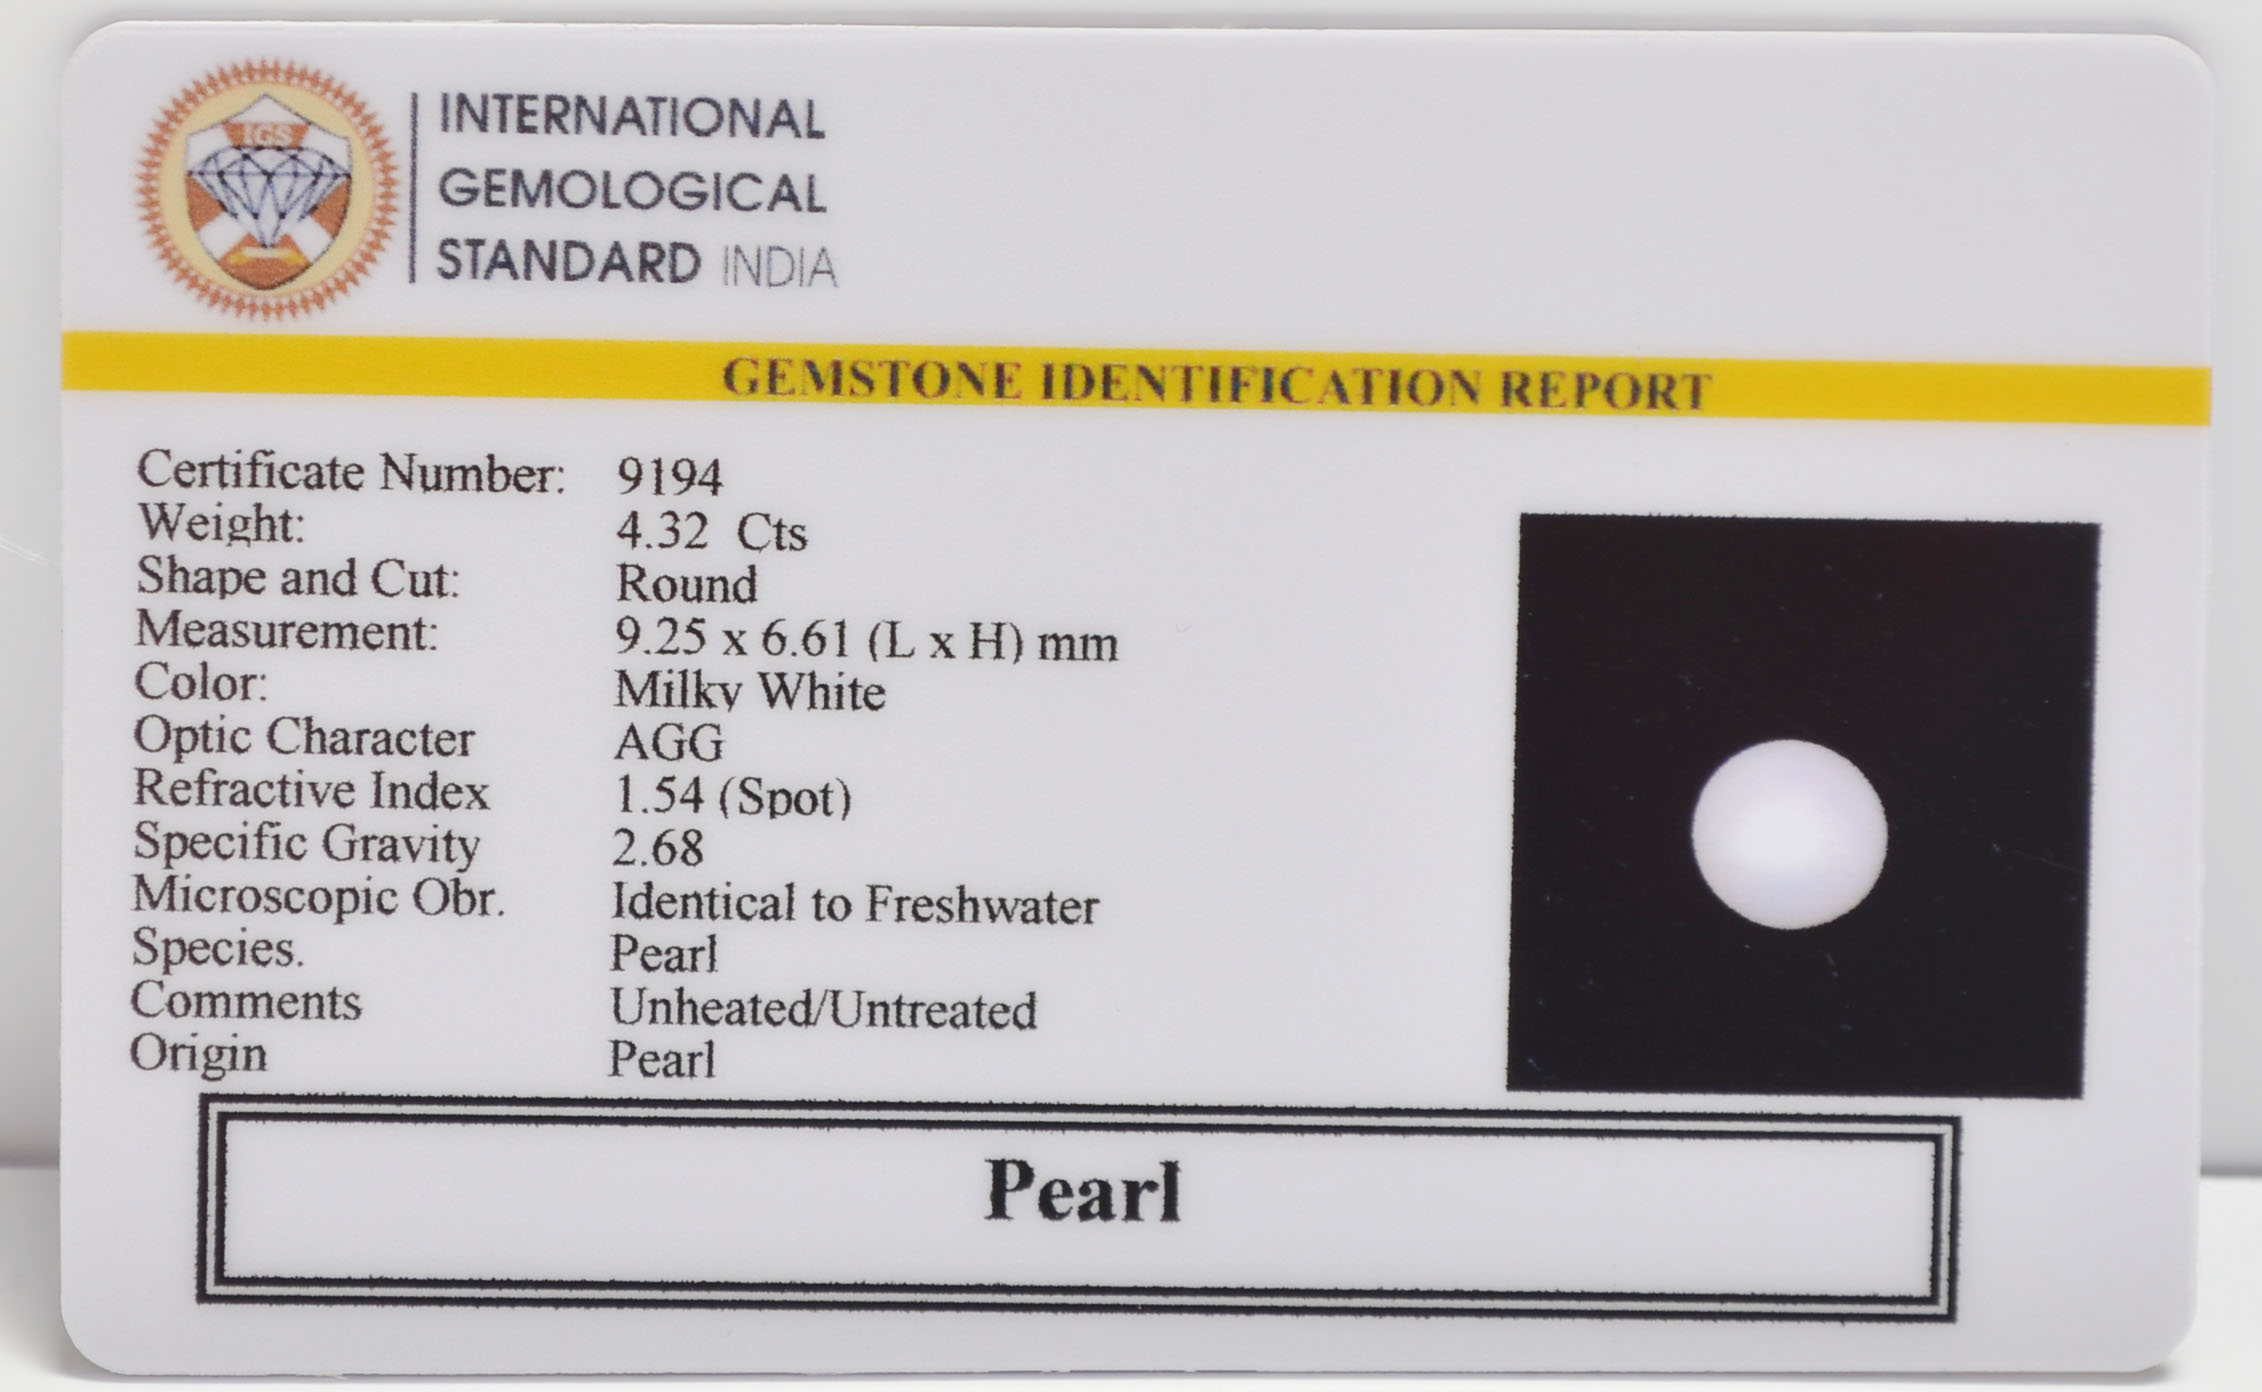 IGS
INTERNATIONAL
GEMOLOGICAL
STANDARD INDIA
GEMSTONE IDENTIFICATION REPORT
Certificate Number: 9194
Weight: 4.32 Cts
Shape and Cut: Round
Measurement: 9.25 x 6.61 (L x H) mm
Color: Milky White
Optic Character AGG
Refractive Index 1.54 (Spot)
Specific Gravity 2.68
Microscopic Obr. Identical to Freshwater
Species. Pearl
Comments Unheated/Untreated
Origin Pearl
Pearl